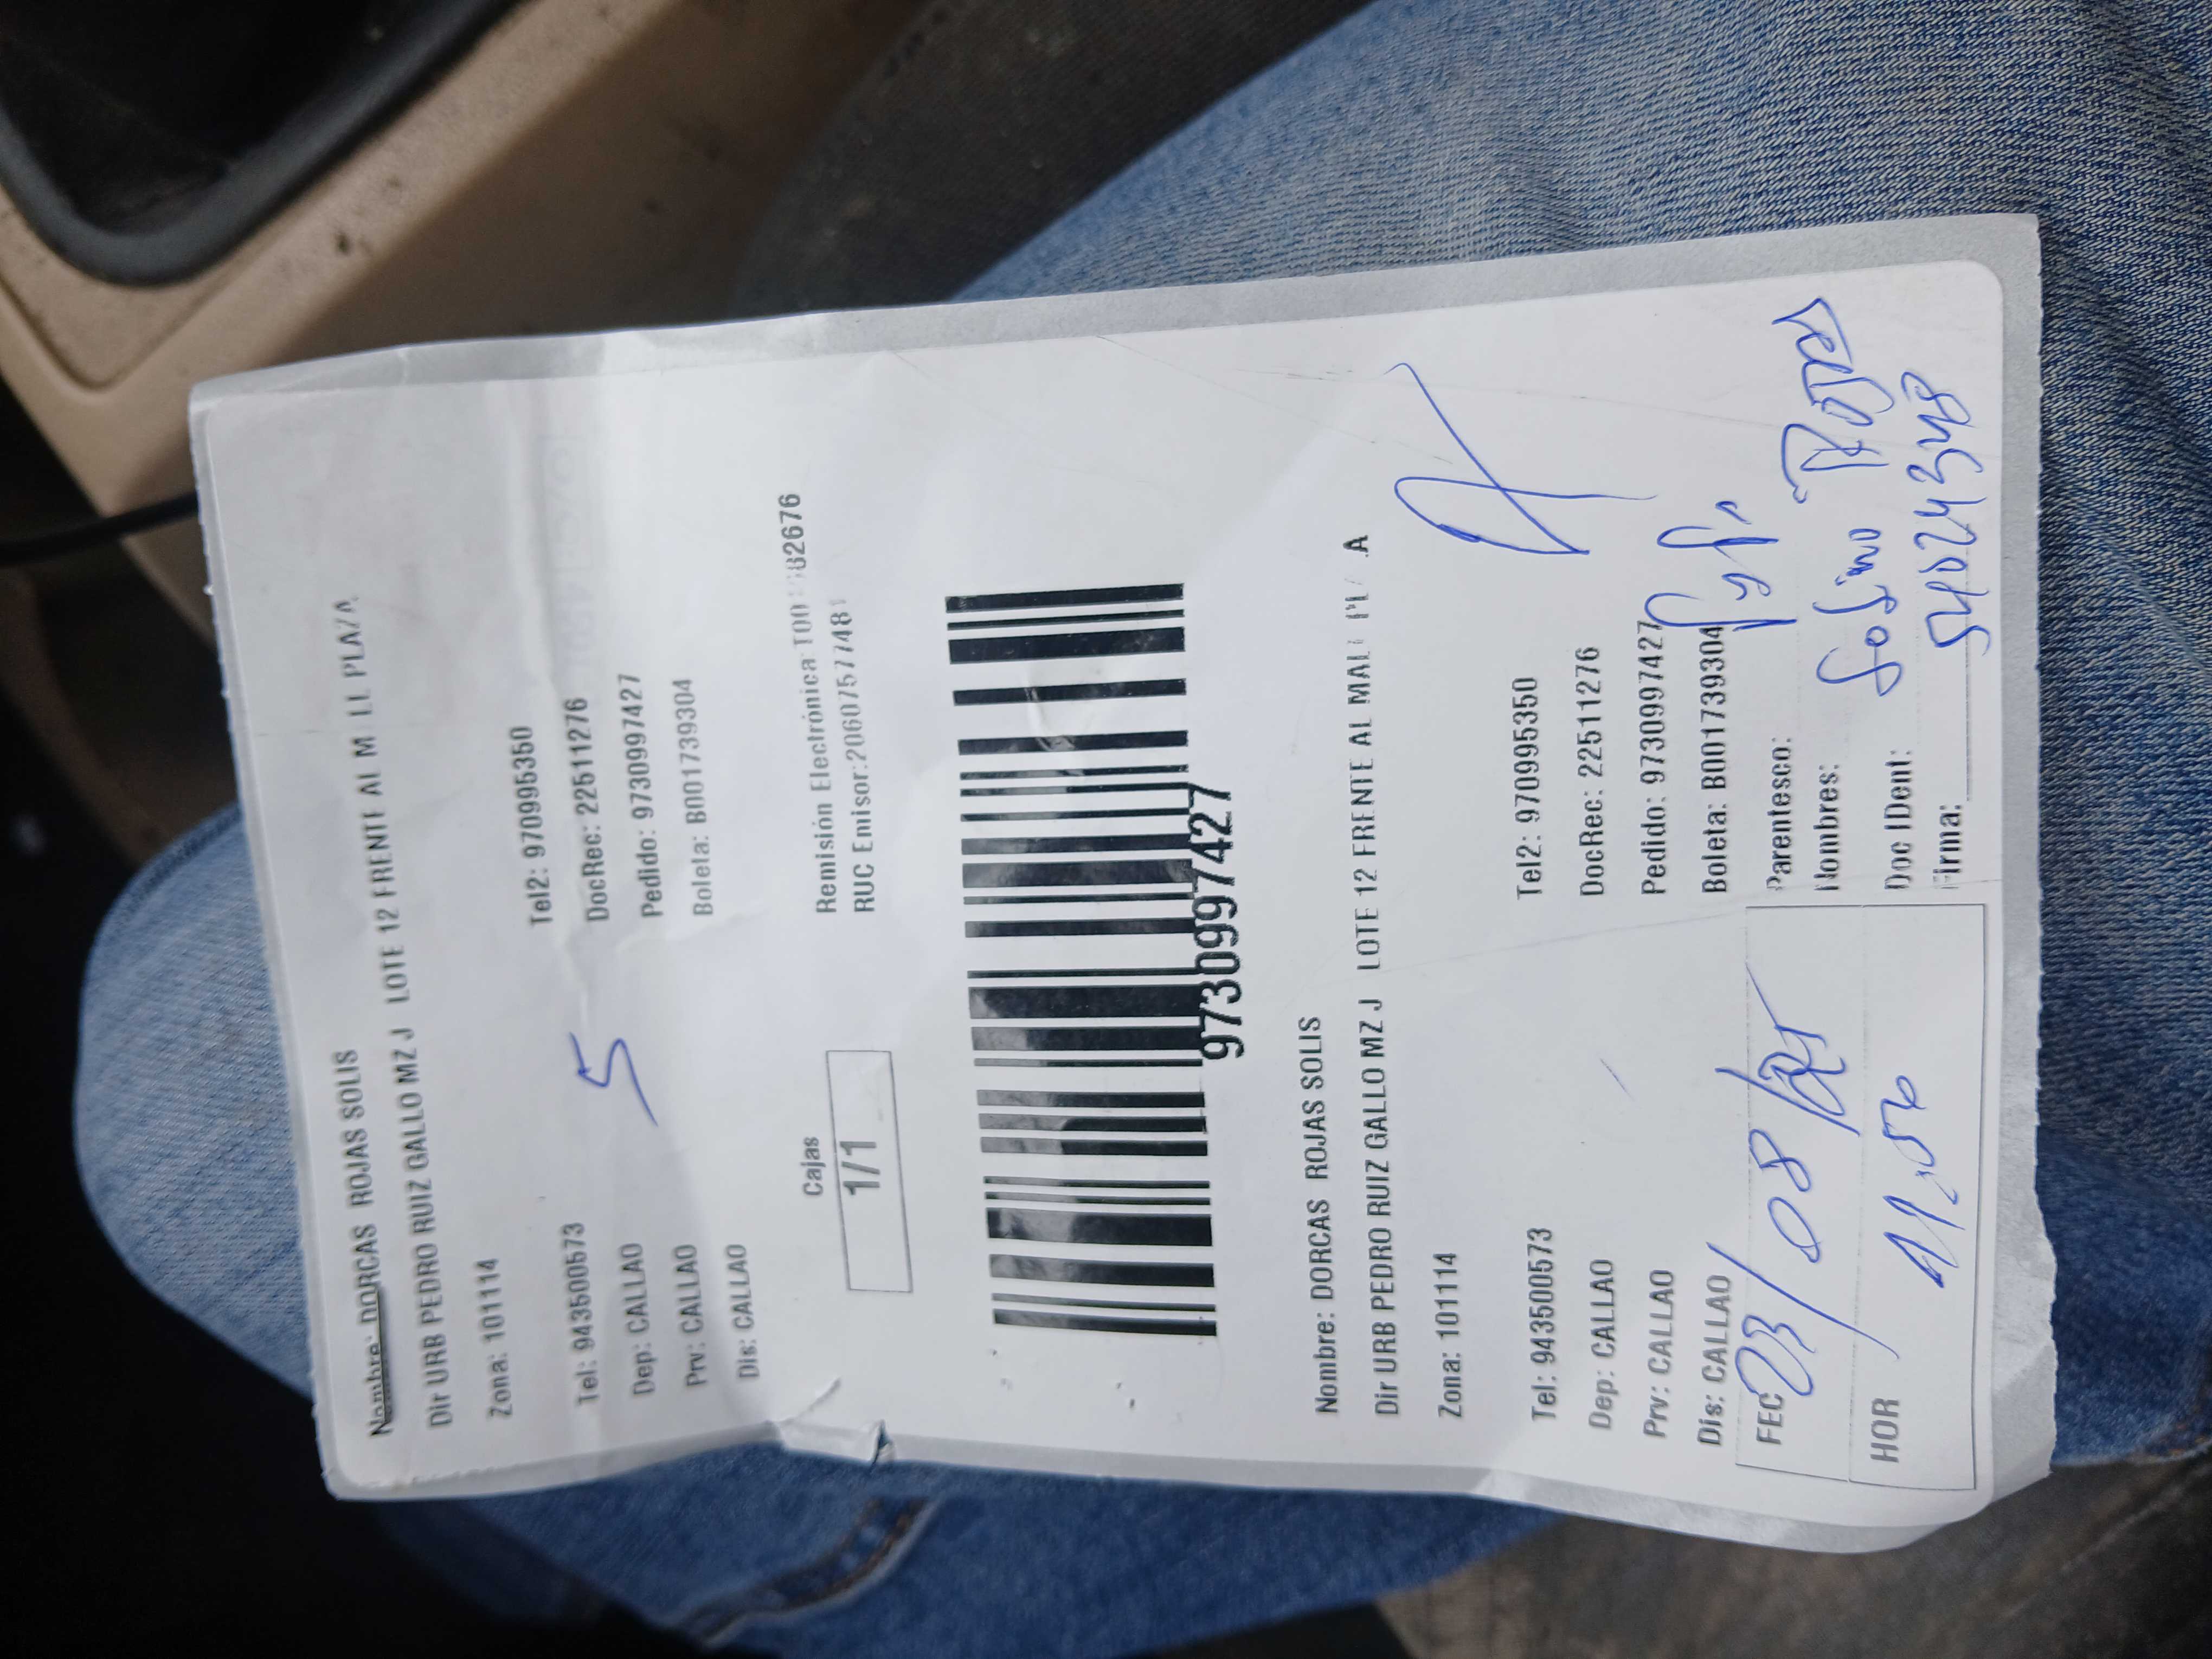 Nombre: DORCAS ROJAS SOLIS
Dir URB PEDRO RUIZ GALLO MZ J LOTE 12 FRENTE AL M LL PLAZA
Zona: 101114
Tel: 943500573 Tel2: 970995350
Dep: CALLAO DocRec: 22511276
Prv: CALLAO Pedido: 9730997427
Dis: CALLAO Boleta: B001739304
5
Cajas
1/1
Remisión Electrónica:
RUC Emisor:
9730997427
Nombre: DORCAS ROJAS SOLIS
Dir URB PEDRO RUIZ GALLO MZ J LOTE 12 FRENTE AL
Zona: 101114
Tel: 943500573 Tel2: 970995350
Dep: CALLAO DocRec: 22511276
Prv: CALLAO Pedido: 9730997427
Dis: CALLAO Boleta: B001739304
FEC 23/08/
HOR
Parentesco:
Nombres: Rojas
Doc IDent:
Firma: